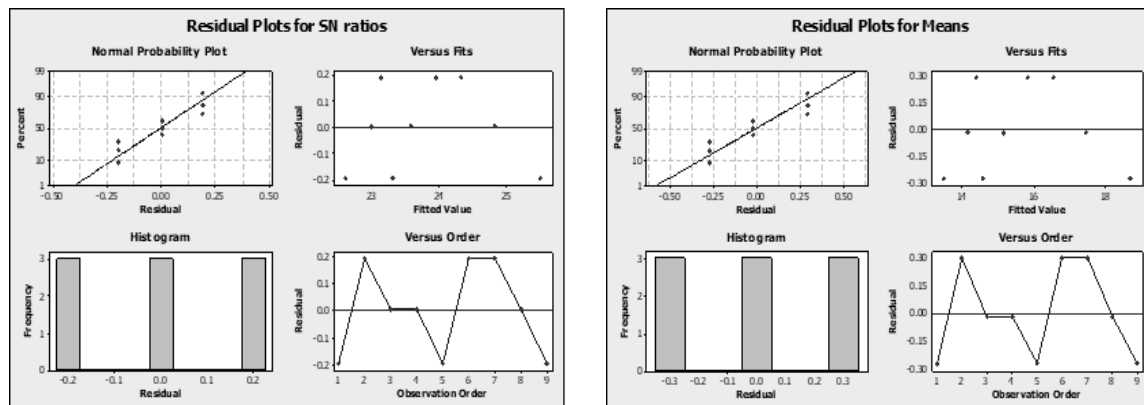 Residual Plots for SN ratios
Normal Probability Plot
Versus Fits
Percent
99
90
50
10
1
-0.50
-0.25
0.00
0.25
0.50
Residual
Residual
0.2
0.1
0.0
-0.1
-0.2
23
24
25
Fitted Value
Histogram
Versus Order
Frequency
3
2
1
0
-0.2
-0.1
0.0
0.1
0.2
Residual
Residual
0.2
0.1
0.0
-0.1
-0.2
1 2 3 4 5 6 7 8 9
Observation Order
Residual Plots for Means
Normal Probability Plot
Versus Fits
Percent
99
90
50
10
1
-0.50
-0.25
0.00
0.25
0.50
Residual
Residual
0.30
0.15
0.00
-0.15
-0.30
14
16
18
Fitted Value
Histogram
Versus Order
Frequency
3
2
1
0
-0.3
-0.2
-0.1
0.0
0.1
0.2
0.3
Residual
Residual
0.30
0.15
0.00
-0.15
-0.30
1 2 3 4 5 6 7 8 9
Observation Order